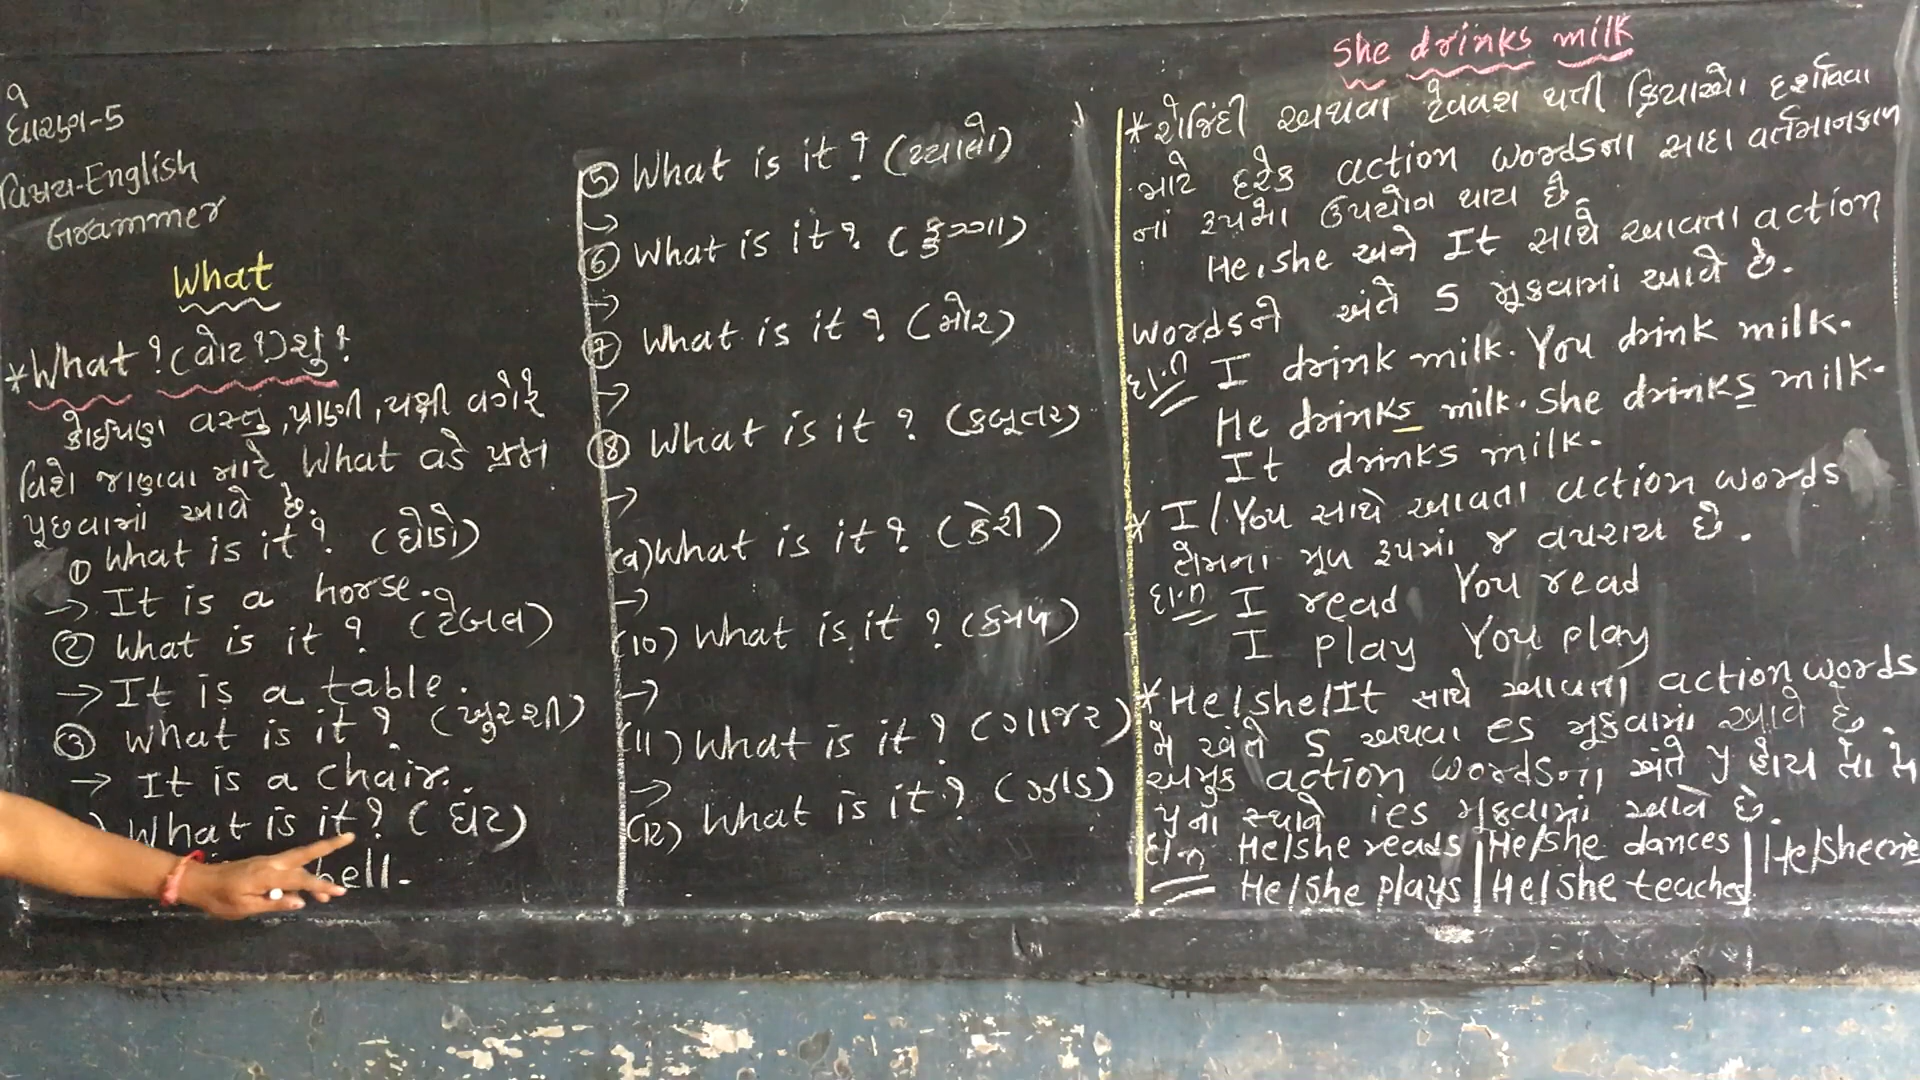 ધોરણ-5
વિષય-English
Grammer
What
*What? (વોટ?) શું?
કોઈપણ વસ્તુ, પ્રાણી, પક્ષી વગેરે
વિશે જાણવા માટે What વડે પ્રશ્ન
પૂછવામાં આવે છે.
① What is it? (ઘોડો)
→ It is a horse.
② What is it? (ટેબલ)
→ It is a table.
③ What is it? (ખુરશી)
→ It is a chair.
What is it? (ઘંટ)
bell.
⑤ What is it? (રયાલો)
→
⑥ What is it? (ફુગ્ગા)
→
⑦ What is it? (મોર)
→
⑧ What is it? (કબૂતર)
→
(9) What is it? (કેરી)
→
(10) What is it? (કમળ)
→
(11) What is it? (ગાજર)
→
(12) What is it? (ઝાડ)
She drinks milk
*રોજિંદી અથવા ટેવવશ થતી ક્રિયાઓ દર્શાવવા
માટે દરેક action wordsના સાદા વર્તમાનકાળ
નાં રૂપનો ઉપયોગ થાય છે.
He, she અને It સાથે આવતા action
wordsને અંતે s મૂકવામાં આવે છે.
દા.ત I drink milk. You drink milk.
He drinks milk. She drinks milk.
It drinks milk.
* I/You સાથે આવતા action words
તેમના મૂળ રૂપમાં જ વપરાય છે.
દા.ત I read You read
I play You play
*He/she/It સાથે આવતા action words
ને અંતે s અથવા es મૂકવામાં આવે છે.
અમુક action wordsના અંતે y હોય તો
yના સ્થાને ies મૂકવામાં આવે છે.
દા.ત He/she reads | He/she dances | He/she
He/she plays | He/she teaches